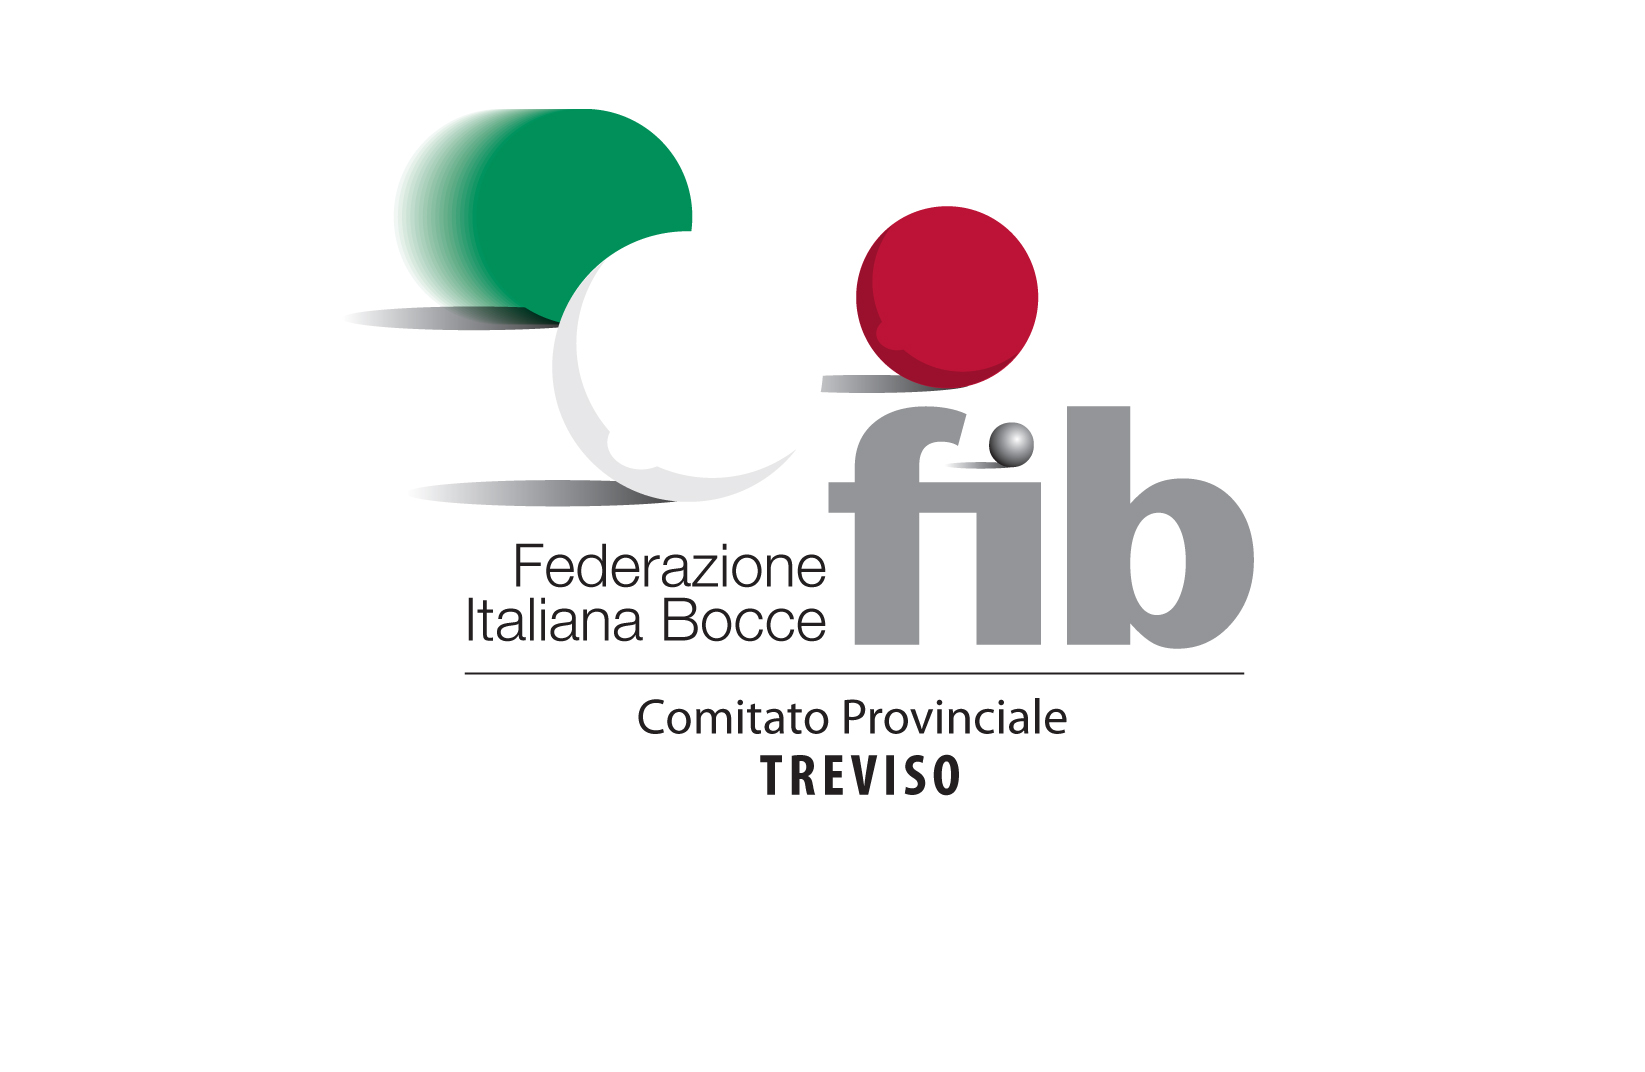 fib
Federazione
Italiana Bocce
Comitato Provinciale
TREVISO